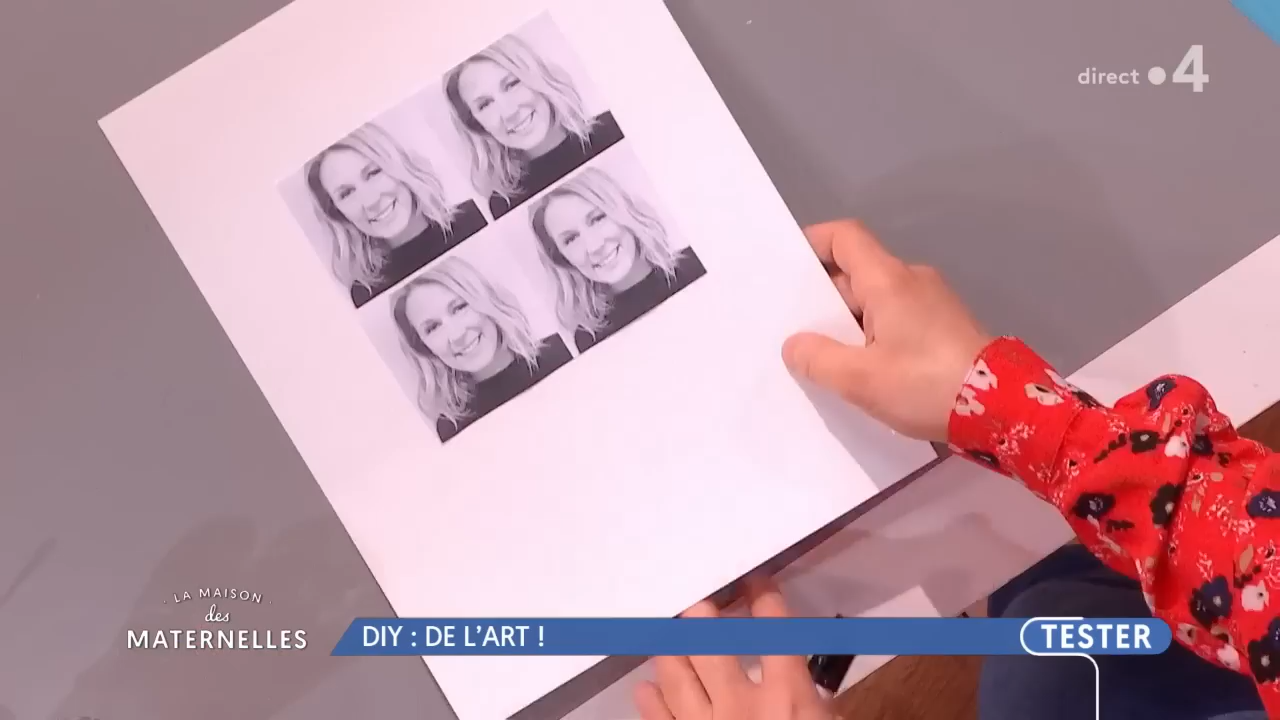 direct 4
LA MAISON
des
MATERNELLES
DIY : DE L'ART !
TESTER